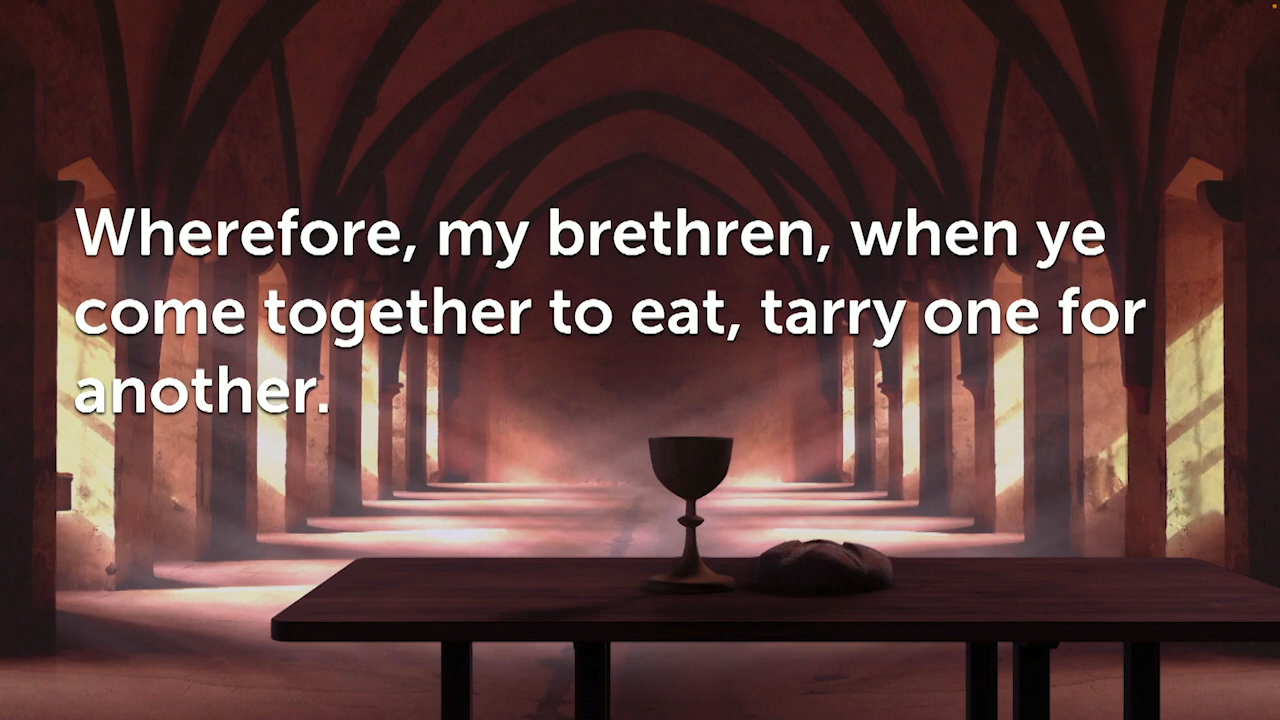 Wherefore, my brethren, when ye
come together to eat, tarry one for
another.